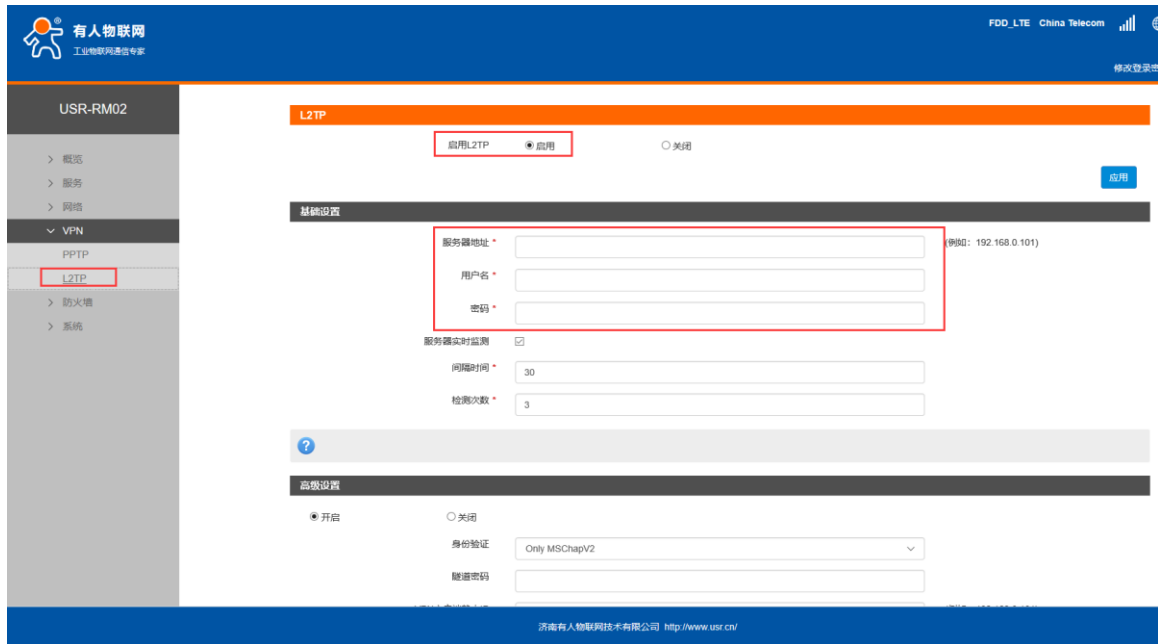 有人物联网
®
工业物联网通信专家
FDD_LTE China Telecom
修改登录密
USR-RM02
> 概览
> 服务
> 网络
VPN
PPTP
L2TP
> 防火墙
> 系统
L2TP
启用L2TP 启用 关闭
应用
基础设置
服务器地址 * (例如：192.168.0.101)
用户名 *
密码 *
服务器实时监测
间隔时间 * 30
检测次数 * 3
?
高级设置
开启 关闭
身份验证 Only MSChapV2
隧道密码
济南有人物联网技术有限公司 http://www.usr.cn/